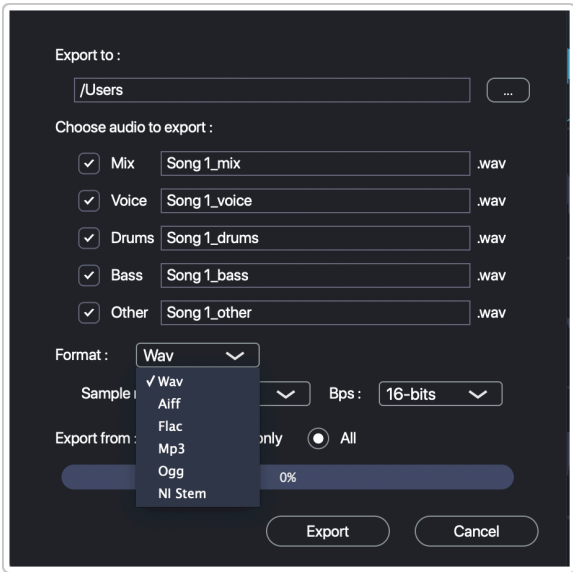 Export to :
/Users ...
Choose audio to export :
Mix Song 1_mix .wav
Voice Song 1_voice .wav
Drums Song 1_drums .wav
Bass Song 1_bass .wav
Other Song 1_other .wav
Format : Wav
Wav
Sample Bps : 16-bits
Aiff
Flac
Export from : only All
Mp3
Ogg
0%
NI Stem
Export Cancel